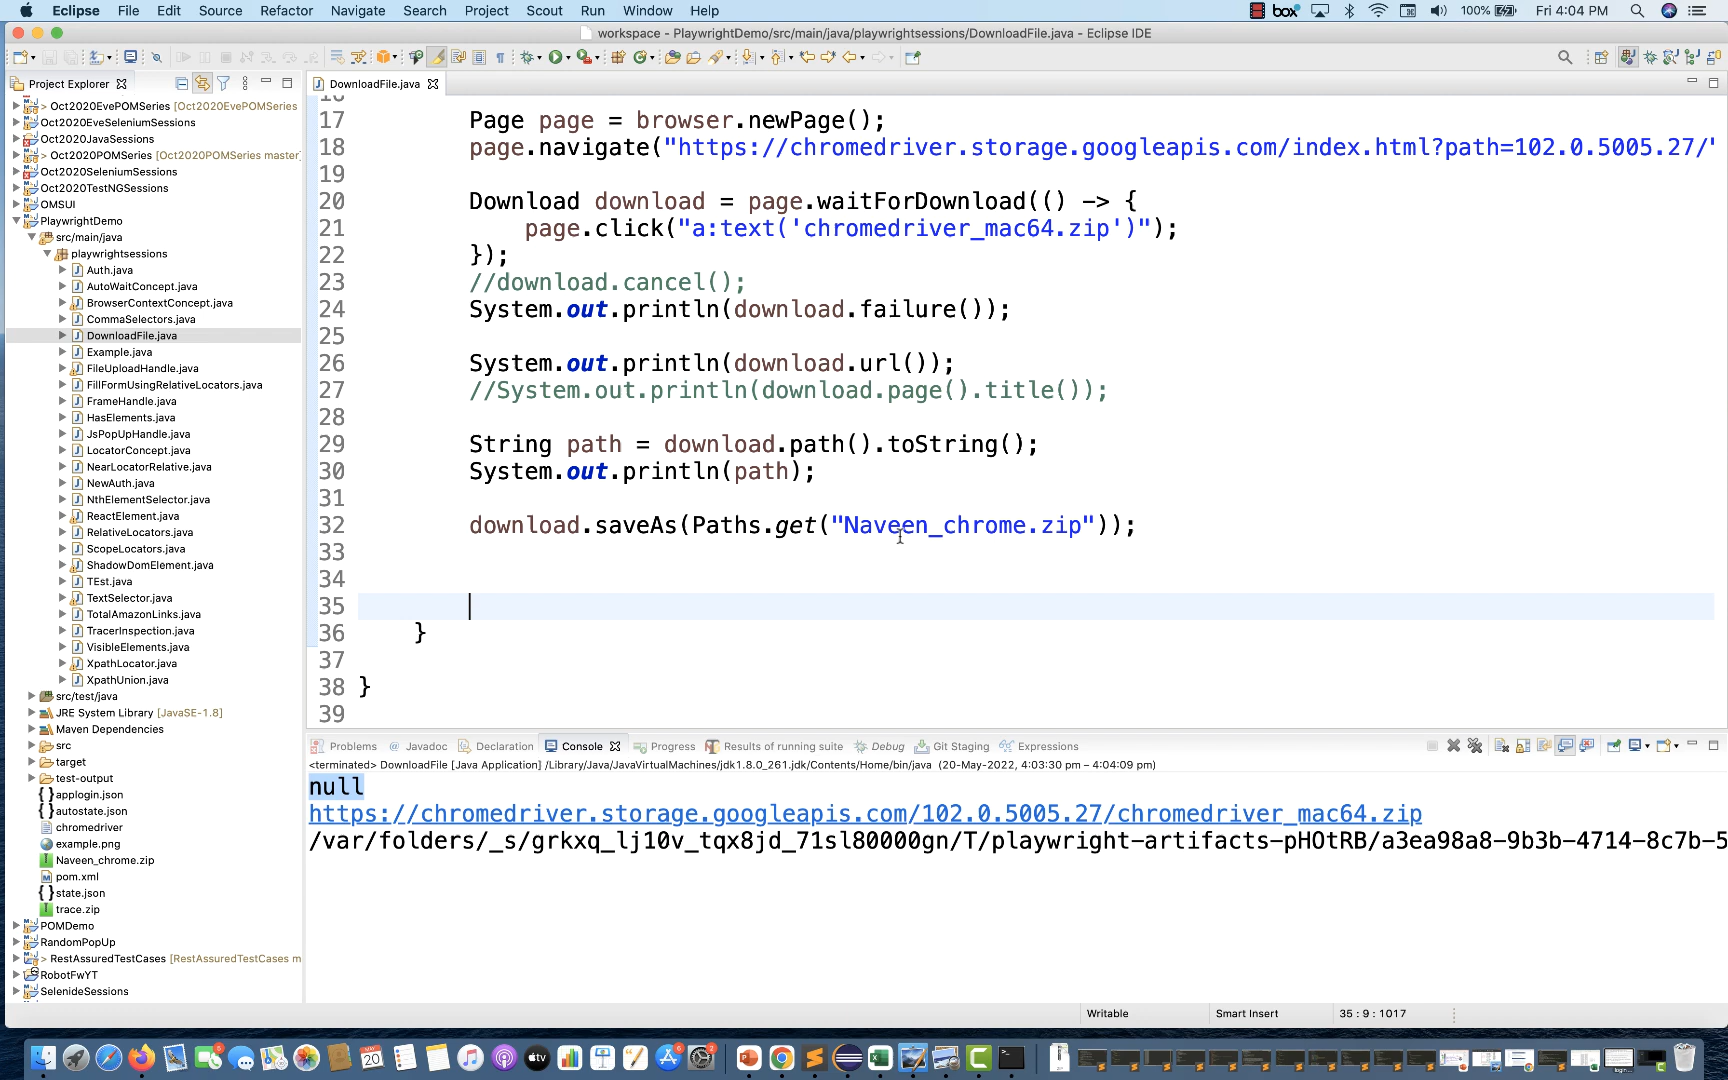 Eclipse File Edit Source Refactor Navigate Search Project Scout Run Window Help box 100% Fri 4:04 PM
workspace - PlaywrightDemo/src/main/java/playwrightsessions/DownloadFile.java - Eclipse IDE
Project Explorer
DownloadFile.java
> Oct2020EvePOMSeries [Oct2020EvePOMSeries
Oct2020EveSeleniumSessions
Oct2020JavaSessions
> Oct2020POMSeries [Oct2020POMSeries master
Oct2020SeleniumSessions
Oct2020TestNGSessions
OMSUI
PlaywrightDemo
src/main/java
playwrightsessions
Auth.java
AutoWaitConcept.java
BrowserContextConcept.java
CommaSelectors.java
DownloadFile.java
Example.java
FileUploadHandle.java
FillFormUsingRelativeLocators.java
FrameHandle.java
HasElements.java
JsPopUpHandle.java
LocatorConcept.java
NearLocatorRelative.java
NewAuth.java
NthElementSelector.java
ReactElement.java
RelativeLocators.java
ScopeLocators.java
ShadowDomElement.java
TEst.java
TextSelector.java
TotalAmazonLinks.java
TracerInspection.java
VisibleElements.java
XpathLocator.java
XpathUnion.java
src/test/java
JRE System Library [JavaSE-1.8]
Maven Dependencies
src
target
test-output
applogin.json
autostate.json
chromedriver
example.png
Naveen_chrome.zip
pom.xml
state.json
trace.zip
POMDemo
RandomPopUp
> RestAssuredTestCases [RestAssuredTestCases m
RobotFwYT
SelenideSessions
16
17 Page page = browser.newPage();
18 page.navigate("https://chromedriver.storage.googleapis.com/index.html?path=102.0.5005.27/"
19
20 Download download = page.waitForDownload(() -> {
21 page.click("a:text('chromedriver_mac64.zip')");
22 });
23 //download.cancel();
24 System.out.println(download.failure());
25
26 System.out.println(download.url());
27 //System.out.println(download.page().title());
28
29 String path = download.path().toString();
30 System.out.println(path);
31
32 download.saveAs(Paths.get("Naveen_chrome.zip"));
33
34
35
36 }
37
38 }
39
Problems @ Javadoc Declaration Console Progress Results of running suite Debug Git Staging Expressions
<terminated> DownloadFile [Java Application] /Library/Java/JavaVirtualMachines/jdk1.8.0_261.jdk/Contents/Home/bin/java (20-May-2022, 4:03:30 pm – 4:04:09 pm)
null
https://chromedriver.storage.googleapis.com/102.0.5005.27/chromedriver_mac64.zip
/var/folders/_s/grkxq_lj10v_tqx8jd_71sl80000gn/T/playwright-artifacts-pHOtRB/a3ea98a8-9b3b-4714-8c7b-5
Writable Smart Insert 35 : 9 : 1017